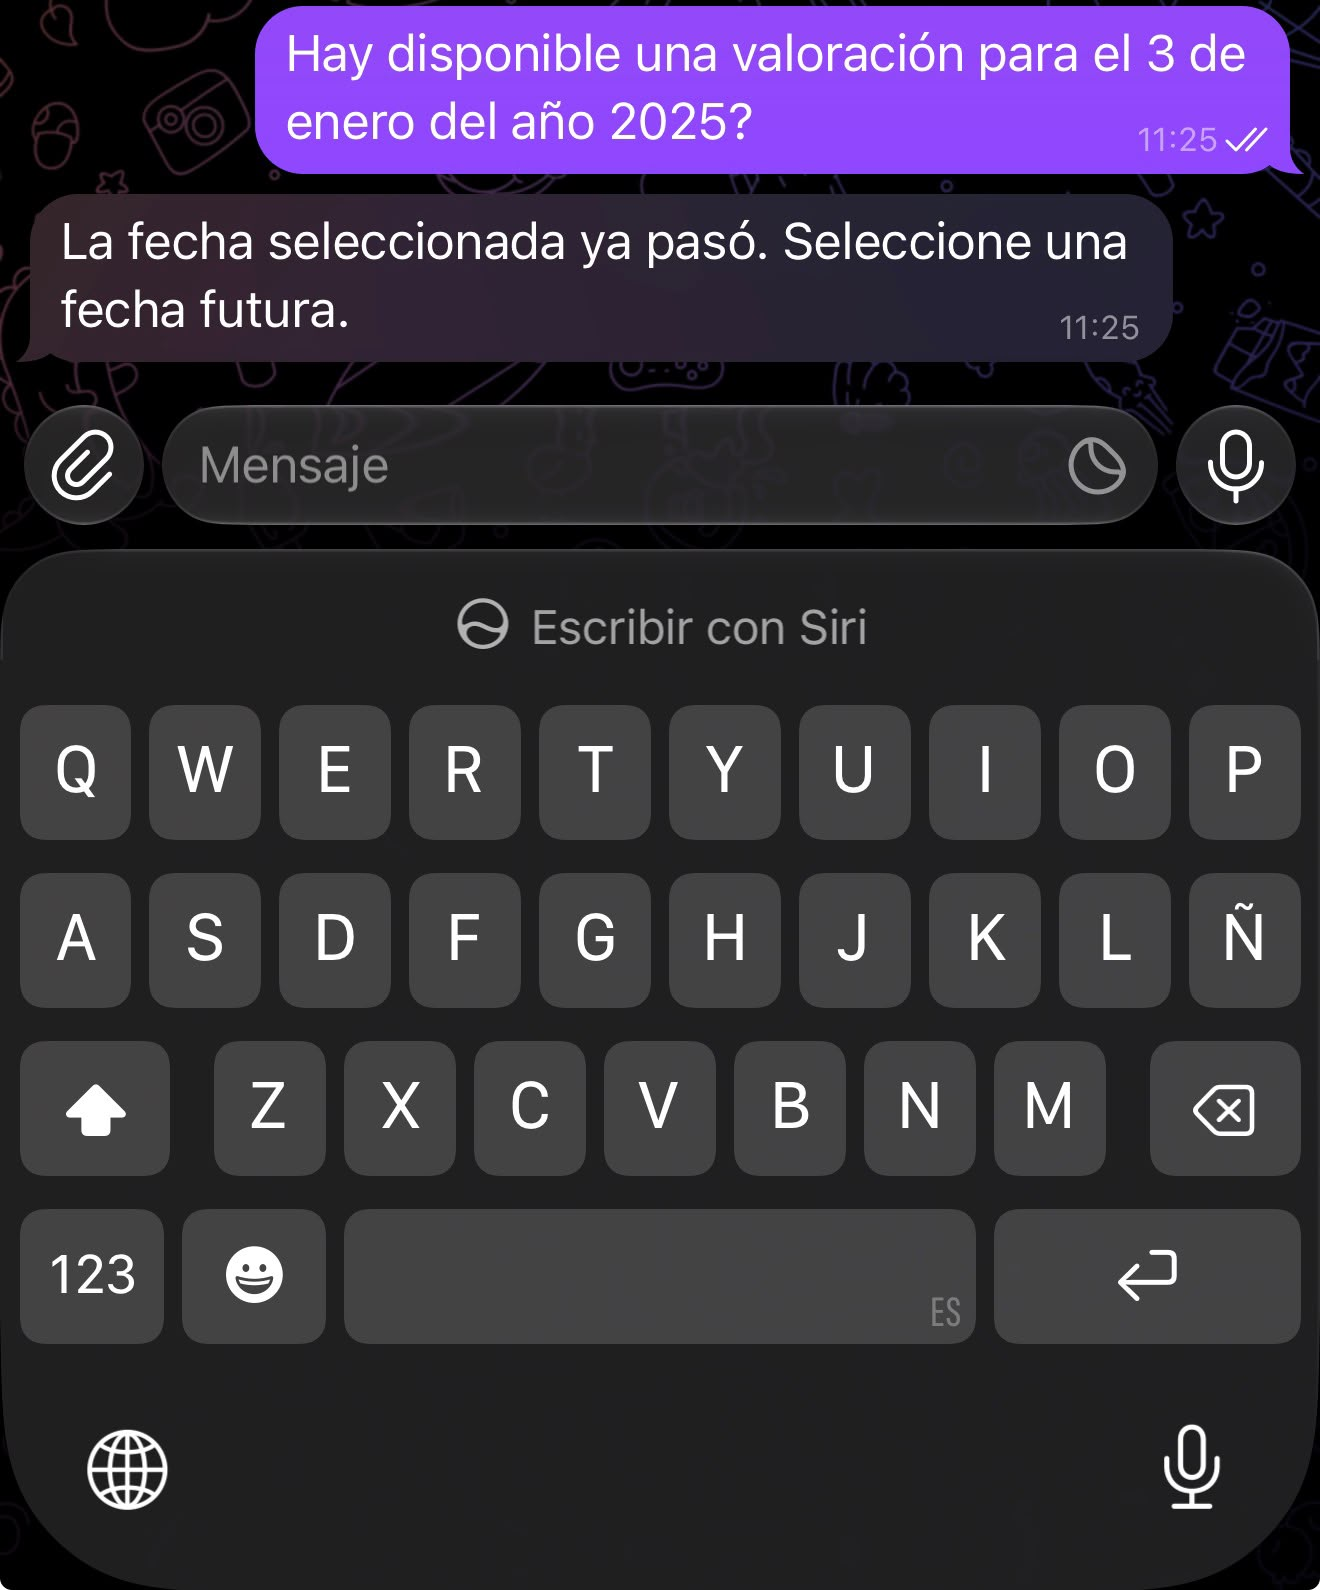 Hay disponible una valoración para el 3 de
enero del año 2025?
11:25
La fecha seleccionada ya pasó. Seleccione una
fecha futura.
11:25
Mensaje
Escribir con Siri
Q W E R T Y U I O P
A S D F G H J K L Ñ
Z X C V B N M
123
ES